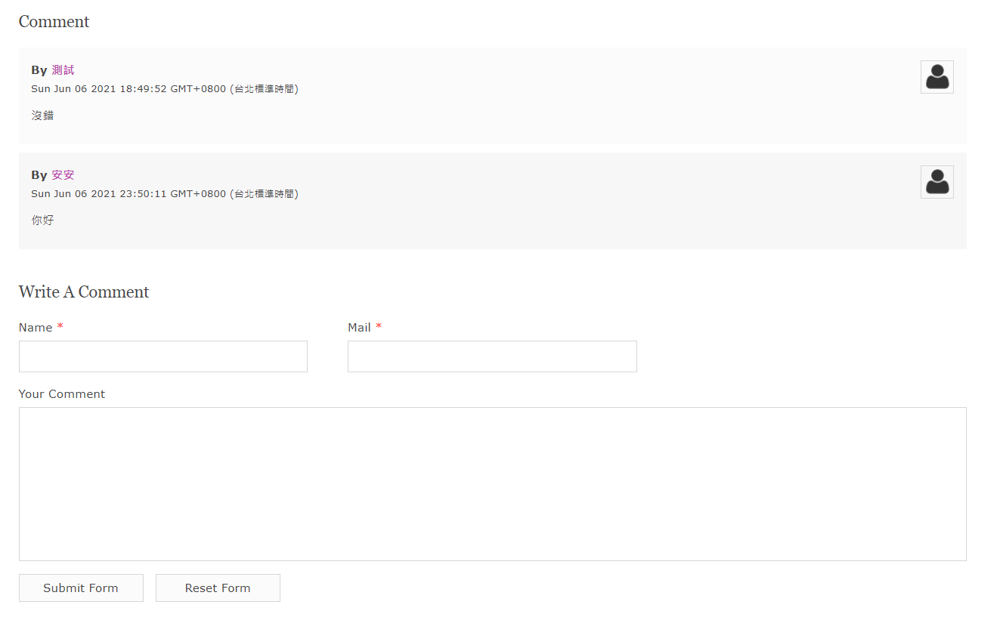 Comment
By 測試
Sun Jun 06 2021 18:49:52 GMT+0800 (台北標準時間)
沒錯
By 安安
Sun Jun 06 2021 23:50:11 GMT+0800 (台北標準時間)
你好
Write A Comment
Name * Mail *
Your Comment
Submit Form Reset Form